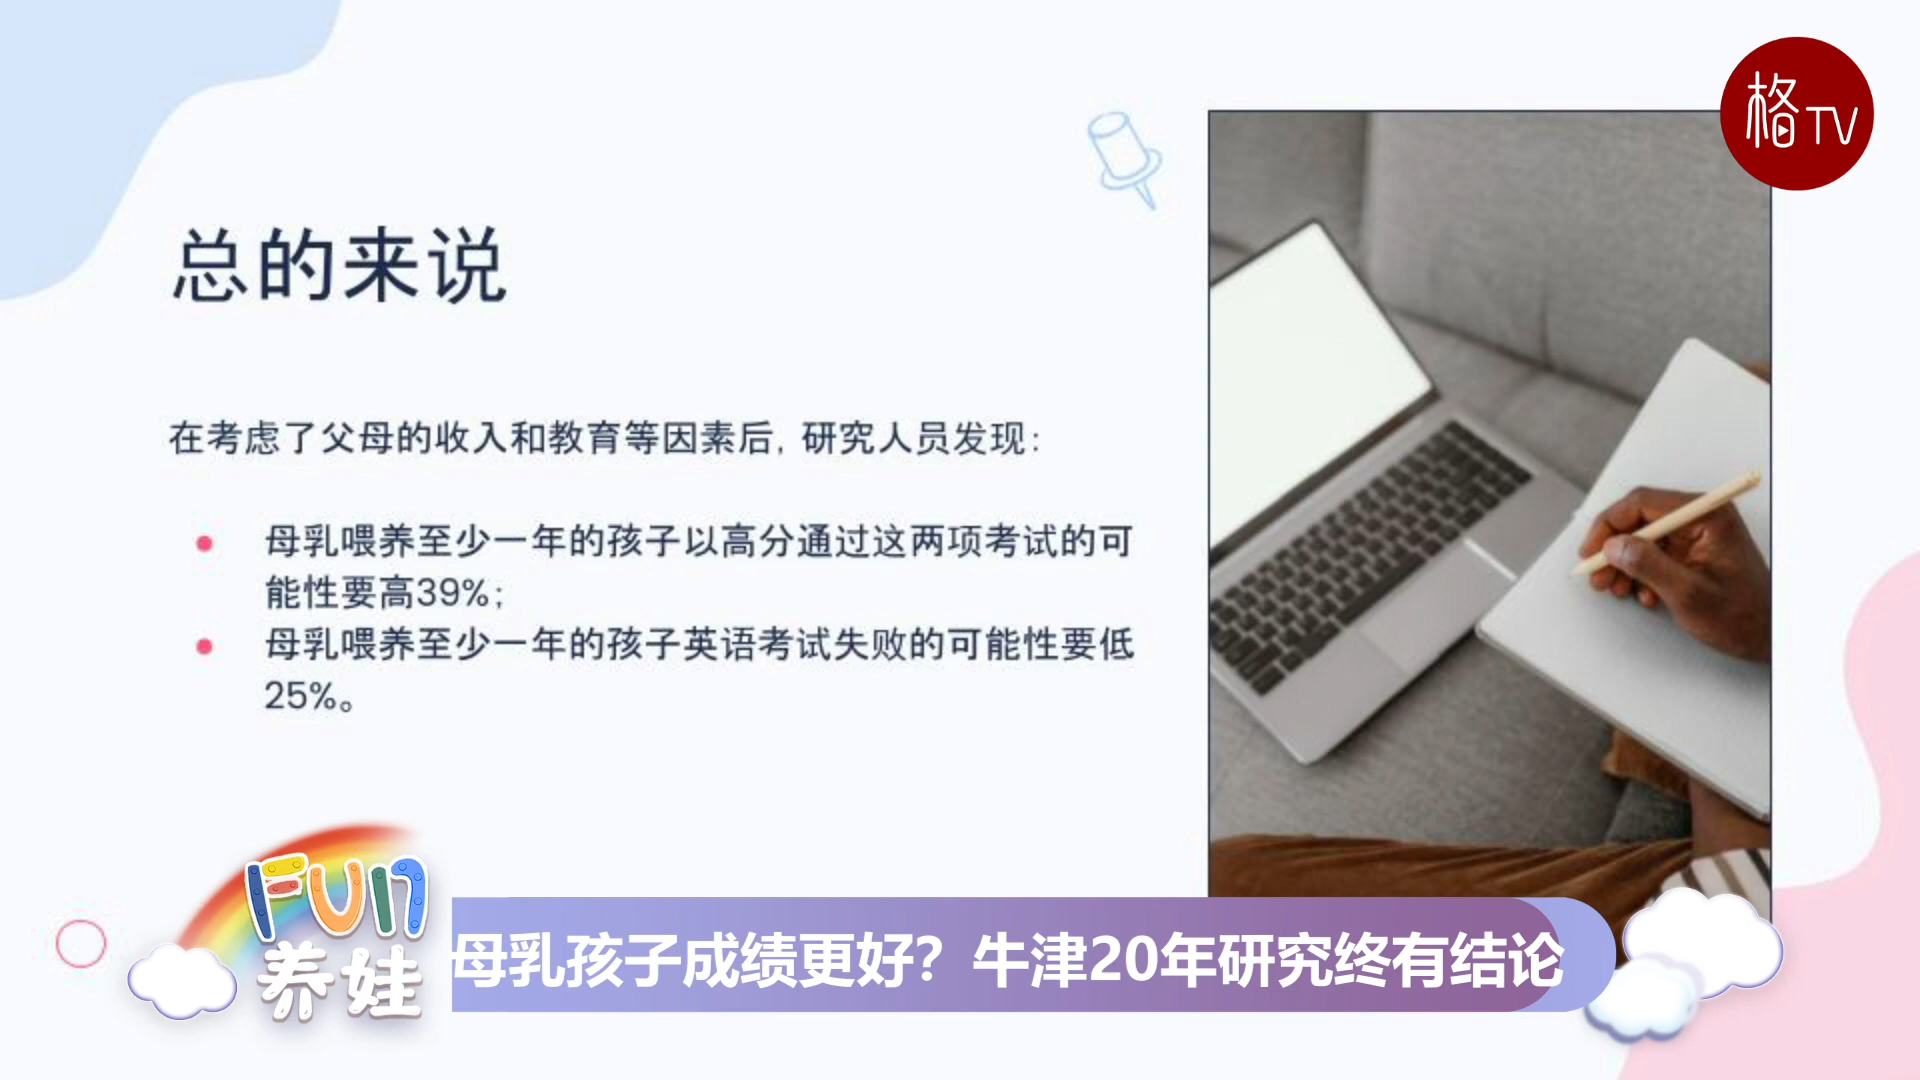 格TV
总的来说
在考虑了父母的收入和教育等因素后，研究人员发现：
母乳喂养至少一年的孩子以高分通过这两项考试的可
能性要高39%；
母乳喂养至少一年的孩子英语考试失败的可能性要低
25%。
Fun
养娃
母乳孩子成绩更好？牛津20年研究终有结论